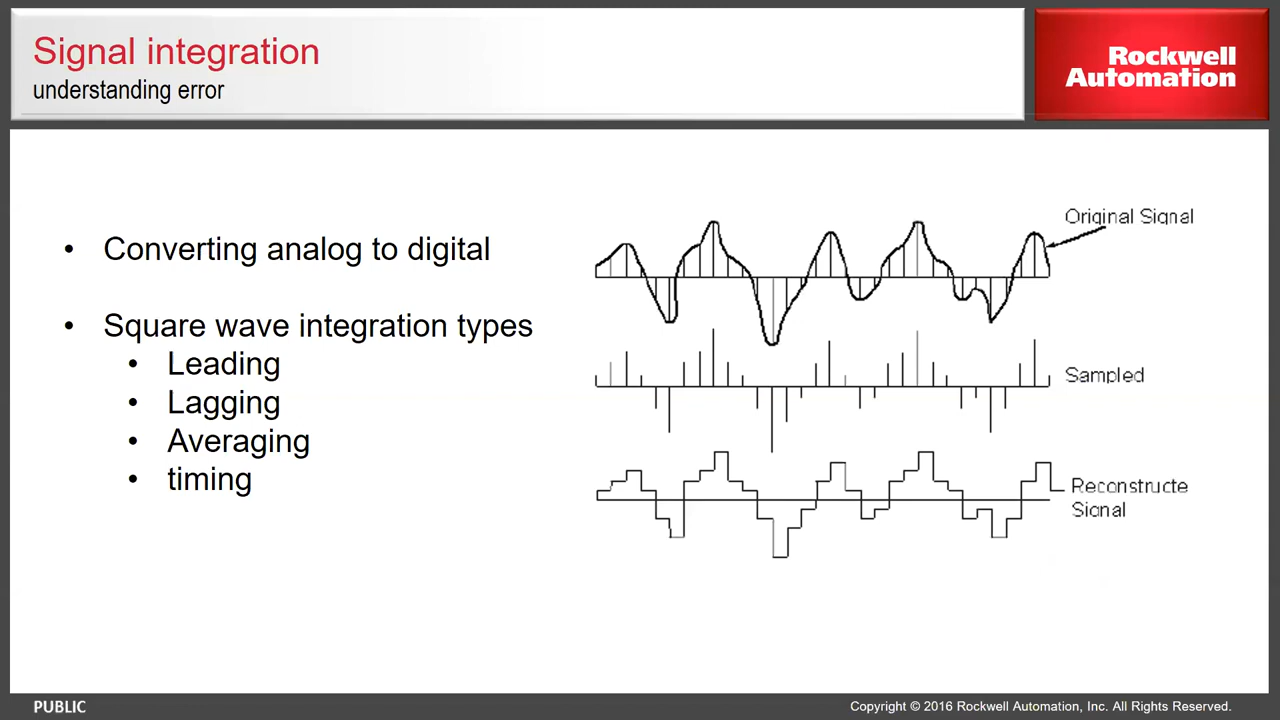 Signal integration
understanding error
Rockwell
Automation
• Converting analog to digital
• Square wave integration types
• Leading
• Lagging
• Averaging
• timing
Original Signal
Sampled
Reconstructe
Signal
PUBLIC
Copyright © 2016 Rockwell Automation, Inc. All Rights Reserved.